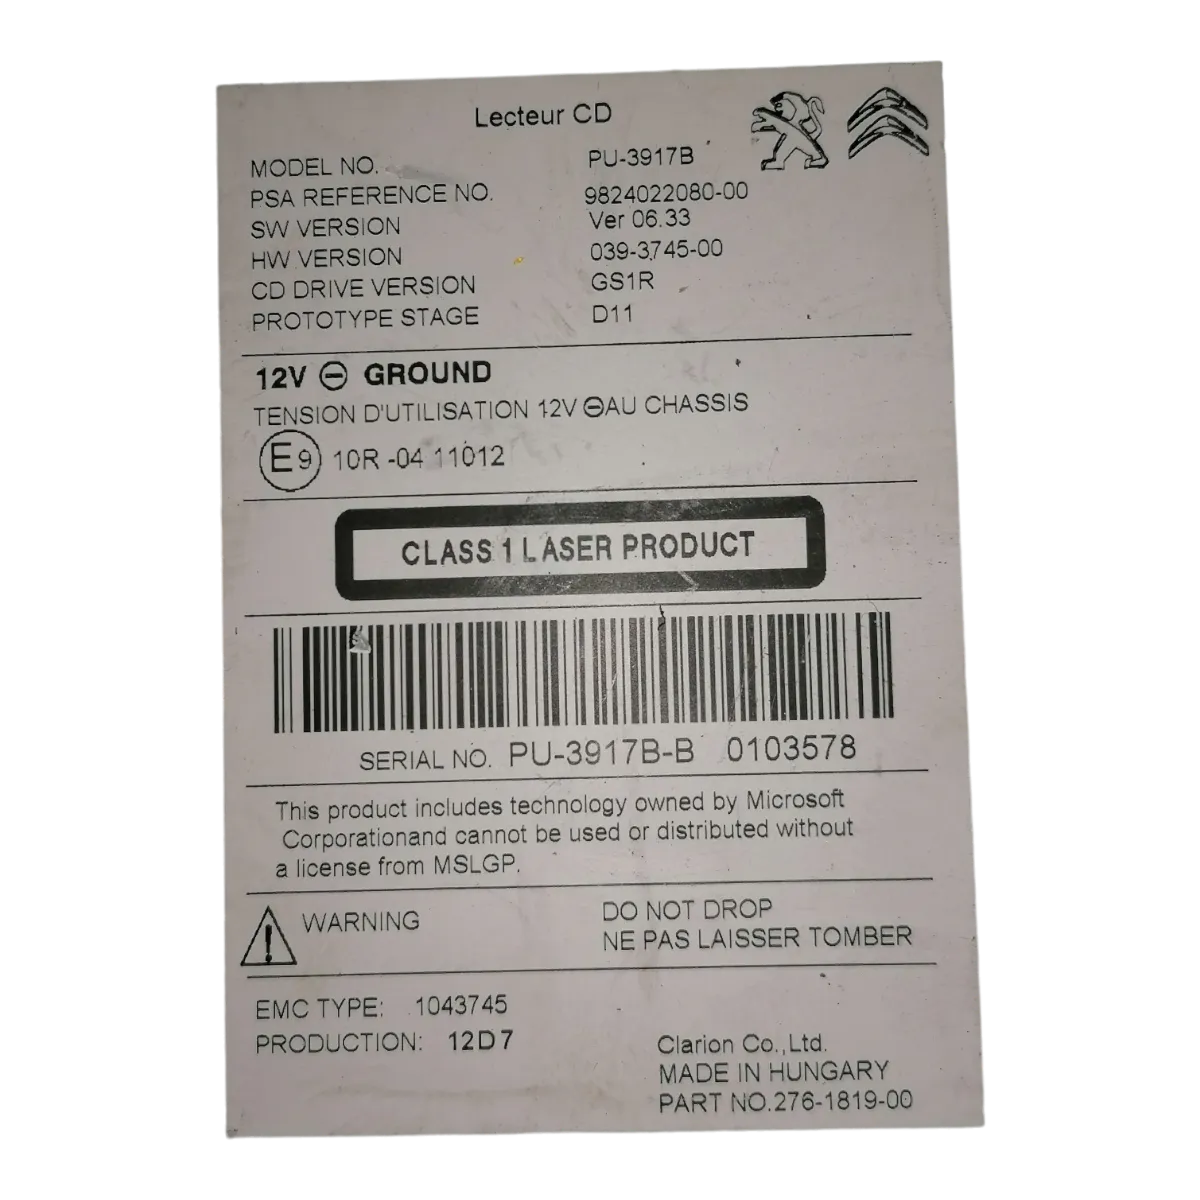 Lecteur CD
MODEL NO. PU-3917B
PSA REFERENCE NO. 9824022080-00
SW VERSION Ver 06.33
HW VERSION 039-3745-00
CD DRIVE VERSION GS1R
PROTOTYPE STAGE D11
12V ⊖ GROUND
TENSION D'UTILISATION 12V ⊖AU CHASSIS
E9 10R -04 11012
CLASS 1 LASER PRODUCT
SERIAL NO. PU-3917B-B 0103578
This product includes technology owned by Microsoft
Corporationand cannot be used or distributed without
a license from MSLGP.
! WARNING DO NOT DROP
NE PAS LAISSER TOMBER
EMC TYPE: 1043745
PRODUCTION: 12D7
Clarion Co.,Ltd.
MADE IN HUNGARY
PART NO.276-1819-00